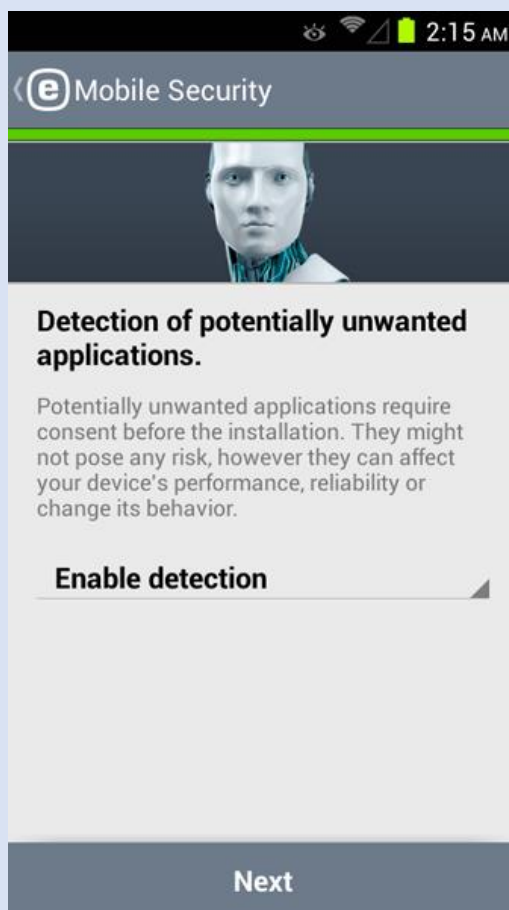 2:15 AM
e Mobile Security
Detection of potentially unwanted
applications.
Potentially unwanted applications require
consent before the installation. They might
not pose any risk, however they can affect
your device's performance, reliability or
change its behavior.
Enable detection
Next